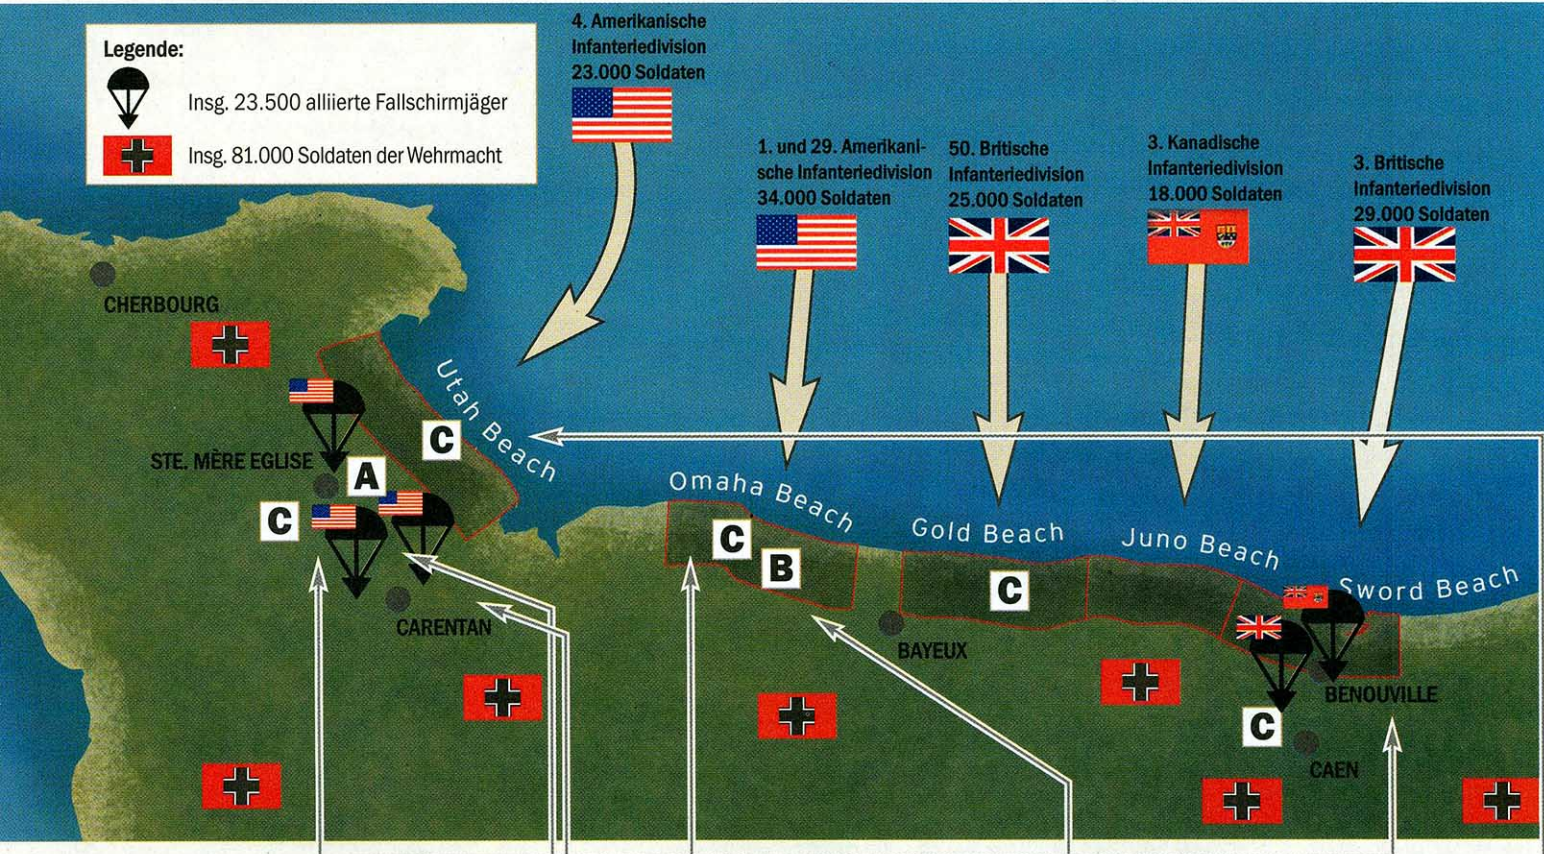 Legende:
Insg. 23.500 alliierte Fallschirmjäger
Insg. 81.000 Soldaten der Wehrmacht
4. Amerikanische
Infanteriedivision
23.000 Soldaten
1. und 29. Amerikani-
sche Infanteriedivision
34.000 Soldaten
50. Britische
Infanteriedivision
25.000 Soldaten
3. Kanadische
Infanteriedivision
18.000 Soldaten
3. Britische
Infanteriedivision
29.000 Soldaten
CHERBOURG
Utah Beach
C
STE. MÈRE EGLISE
A
C
CARENTAN
Omaha Beach
C
B
Gold Beach
C
BAYEUX
Juno Beach
Sword Beach
BENOUVILLE
C
CAEN